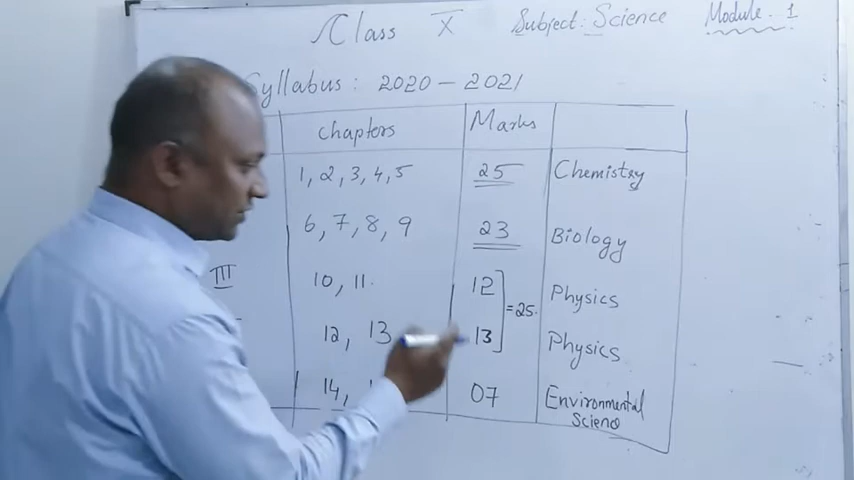 Class X Subject: Science Module. 1
Syllabus: 2020-2021
Chapters Marks
1, 2, 3, 4, 5 25 Chemistry
6, 7, 8, 9 23 Biology
III 10, 11. 12 Physics
=25.
12, 13 13 Physics
14, 07 Environmental
Scienc